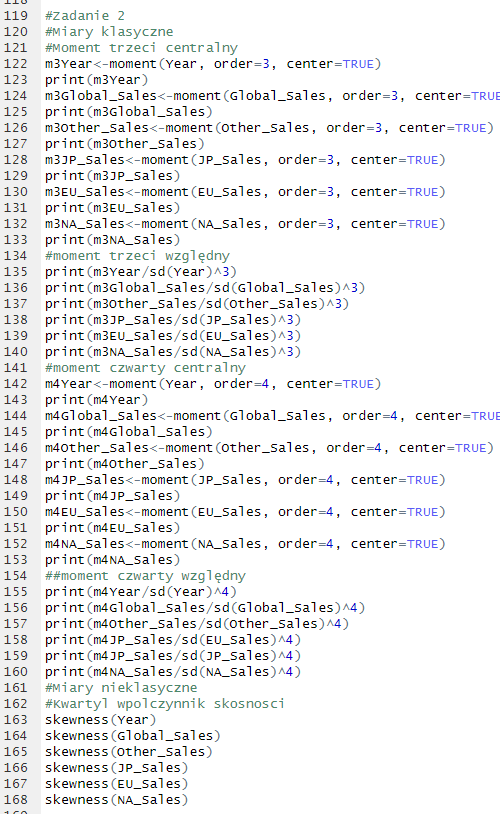 119 #Zadanie 2
120 #Miary klasyczne
121 #Moment trzeci centralny
122 m3Year<-moment(Year, order=3, center=TRUE)
123 print(m3Year)
124 m3Global_Sales<-moment(Global_Sales, order=3, center=TRUE
125 print(m3Global_Sales)
126 m3Other_Sales<-moment(Other_Sales, order=3, center=TRUE)
127 print(m3Other_Sales)
128 m3JP_Sales<-moment(JP_Sales, order=3, center=TRUE)
129 print(m3JP_Sales)
130 m3EU_Sales<-moment(EU_Sales, order=3, center=TRUE)
131 print(m3EU_Sales)
132 m3NA_Sales<-moment(NA_Sales, order=3, center=TRUE)
133 print(m3NA_Sales)
134 #moment trzeci względny
135 print(m3Year/sd(Year)^3)
136 print(m3Global_Sales/sd(Global_Sales)^3)
137 print(m3Other_Sales/sd(Other_Sales)^3)
138 print(m3JP_Sales/sd(JP_Sales)^3)
139 print(m3EU_Sales/sd(EU_Sales)^3)
140 print(m3NA_Sales/sd(NA_Sales)^3)
141 #moment czwarty centralny
142 m4Year<-moment(Year, order=4, center=TRUE)
143 print(m4Year)
144 m4Global_Sales<-moment(Global_Sales, order=4, center=TRUE
145 print(m4Global_Sales)
146 m4Other_Sales<-moment(Other_Sales, order=4, center=TRUE)
147 print(m4Other_Sales)
148 m4JP_Sales<-moment(JP_Sales, order=4, center=TRUE)
149 print(m4JP_Sales)
150 m4EU_Sales<-moment(EU_Sales, order=4, center=TRUE)
151 print(m4EU_Sales)
152 m4NA_Sales<-moment(NA_Sales, order=4, center=TRUE)
153 print(m4NA_Sales)
154 ##moment czwarty względny
155 print(m4Year/sd(Year)^4)
156 print(m4Global_Sales/sd(Global_Sales)^4)
157 print(m4Other_Sales/sd(Other_Sales)^4)
158 print(m4JP_Sales/sd(EU_Sales)^4)
159 print(m4JP_Sales/sd(JP_Sales)^4)
160 print(m4NA_Sales/sd(NA_Sales)^4)
161 #Miary nieklasyczne
162 #Kwartyl wpolczynnik skosnosci
163 skewness(Year)
164 skewness(Global_Sales)
165 skewness(Other_Sales)
166 skewness(JP_Sales)
167 skewness(EU_Sales)
168 skewness(NA_Sales)